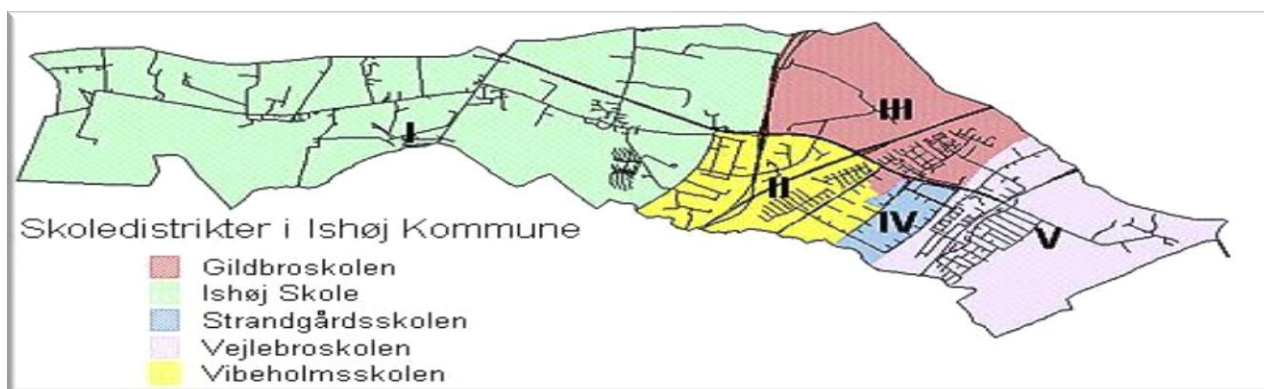 III
I
II
IV
V
Skoledistrikter i Ishøj Kommune
Gildbroskolen
Ishøj Skole
Strandgårdsskolen
Vejlebroskolen
Vibeholmsskolen